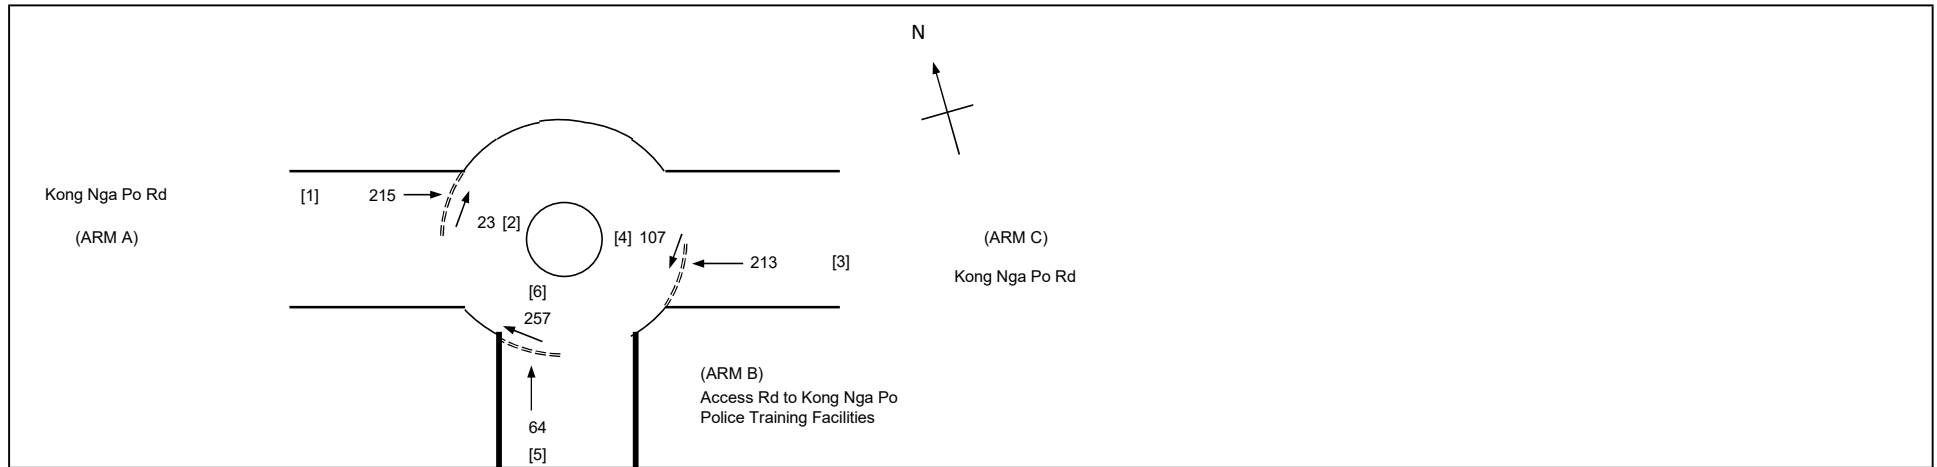 N
Kong Nga Po Rd
[1]
215
23 [2]
[4] 107
(ARM A)
(ARM C)
213
[3]
Kong Nga Po Rd
[6]
257
(ARM B)
Access Rd to Kong Nga Po
Police Training Facilities
64
[5]